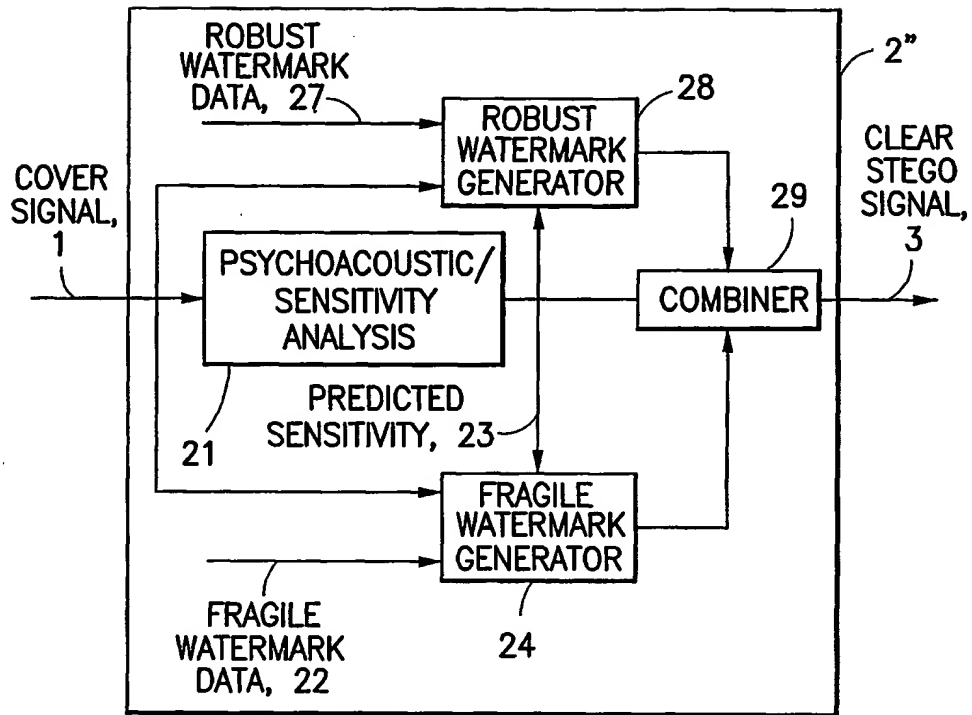 ROBUST
WATERMARK
DATA, 27
2"
28
ROBUST
WATERMARK
GENERATOR
CLEAR
STEGO
SIGNAL,
3
COVER
SIGNAL,
1
29
PSYCHOACOUSTIC/
SENSITIVITY
ANALYSIS
COMBINER
21
PREDICTED
SENSITIVITY, 23
FRAGILE
WATERMARK
GENERATOR
24
FRAGILE
WATERMARK
DATA, 22